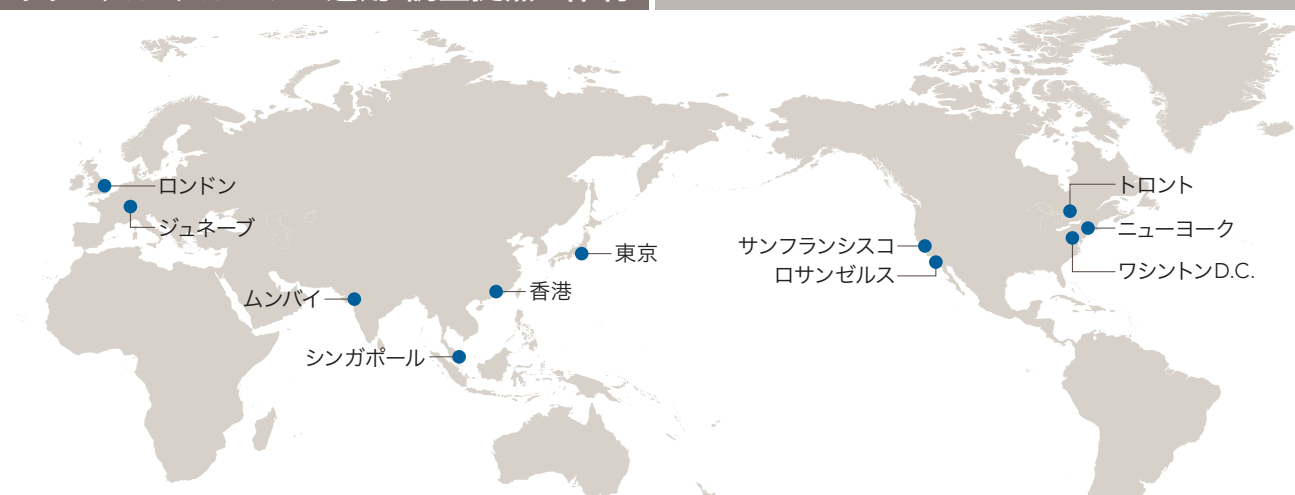 ロンドン
ジュネーブ
ムンバイ
シンガポール
香港
東京
サンフランシスコ
ロサンゼルス
トロント
ニューヨーク
ワシントンD.C.